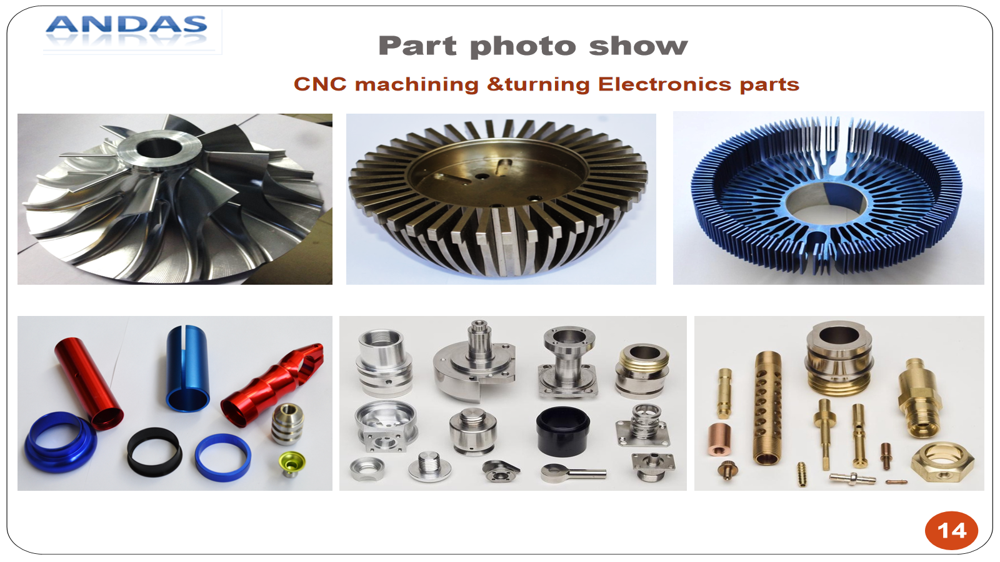 ANDAS
Part photo show
CNC machining &turning Electronics parts
14